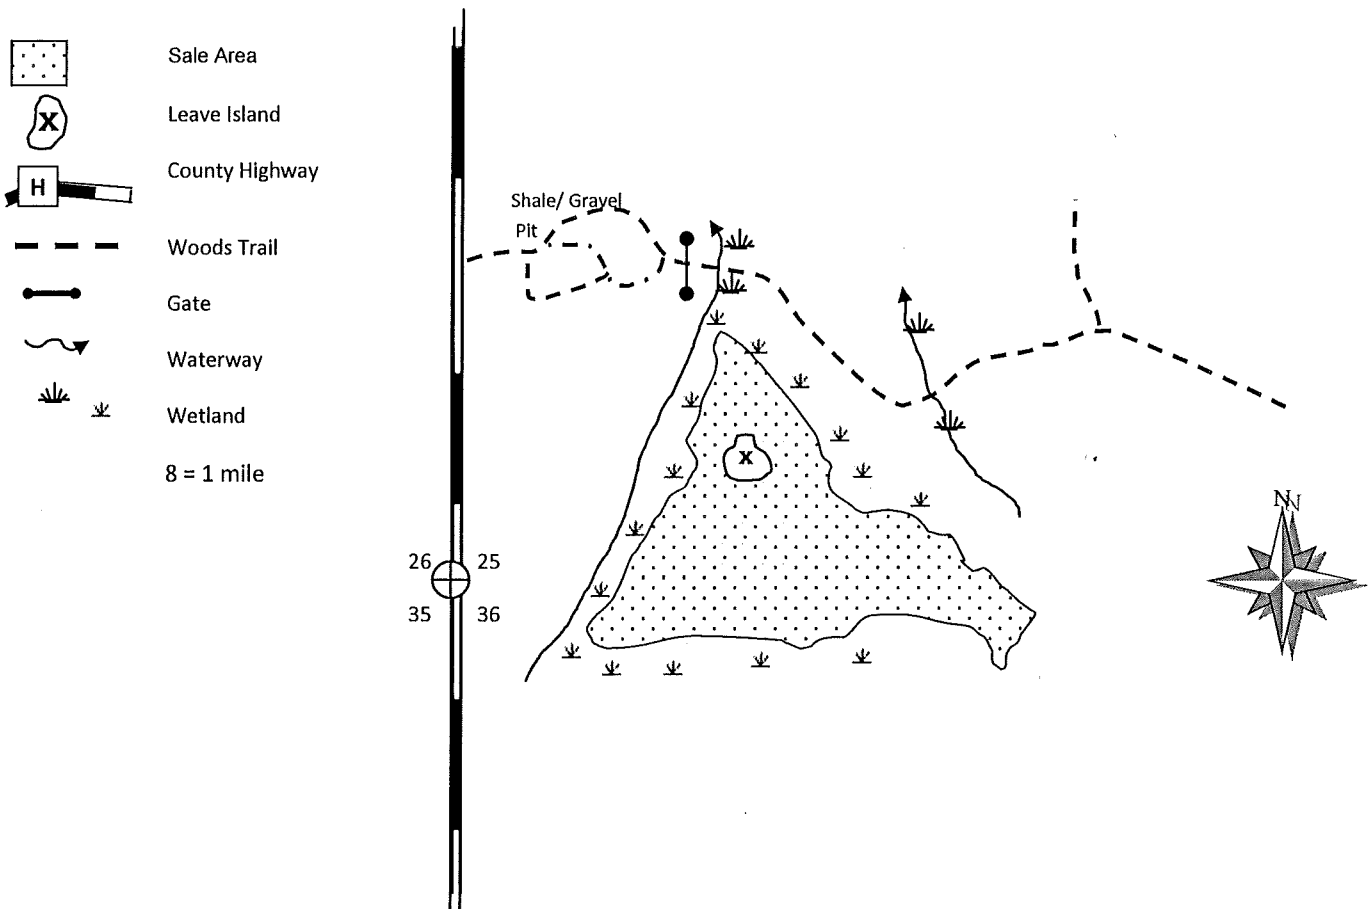 Sale Area
X
Leave Island
H
County Highway
Woods Trail
Gate
Waterway
Wetland
8 = 1 mile
Shale/ Gravel
Pit
X
26 25
35 36
N N